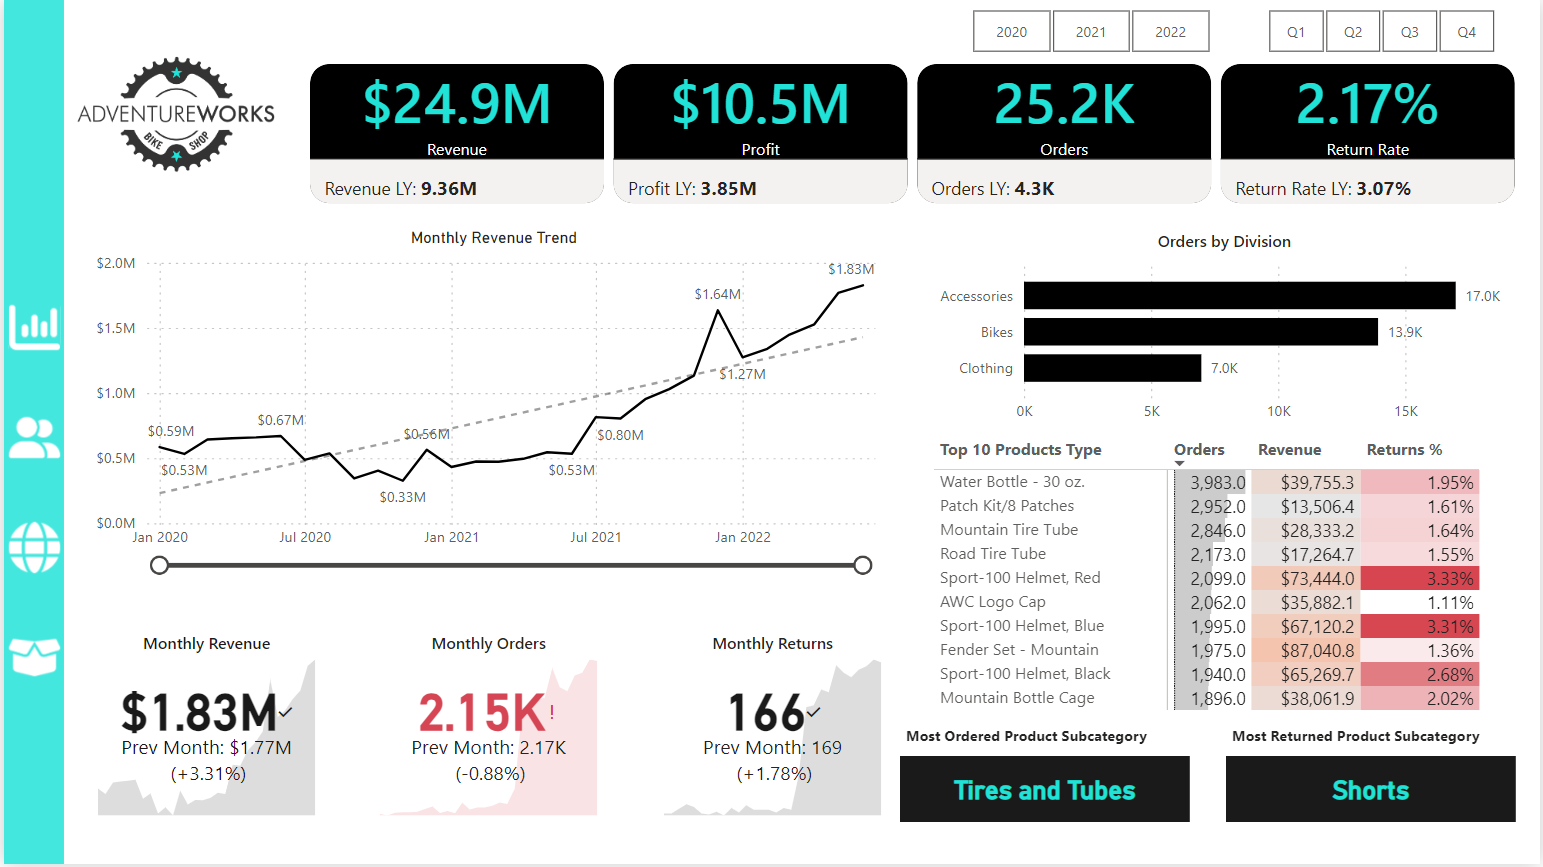 2020 2021 2022 Q1 Q2 Q3 Q4
ADVENTUREWORKS
BIKE SHOP
$24.9M
Revenue
Revenue LY: 9.36M
$10.5M
Profit
Profit LY: 3.85M
25.2K
Orders
Orders LY: 4.3K
2.17%
Return Rate
Return Rate LY: 3.07%
Monthly Revenue Trend
$2.0M
$1.5M
$1.0M
$0.5M
$0.0M
$0.59M
$0.53M
$0.67M
$0.33M
$0.56M
$0.53M
$0.80M
$1.64M
$1.27M
$1.83M
Jan 2020 Jul 2020 Jan 2021 Jul 2021 Jan 2022
Orders by Division
Accessories 17.0K
Bikes 13.9K
Clothing 7.0K
0K 5K 10K 15K
Top 10 Products Type Orders Revenue Returns %
Water Bottle - 30 oz. 3,983.0 $39,755.3 1.95%
Patch Kit/8 Patches 2,952.0 $13,506.4 1.61%
Mountain Tire Tube 2,846.0 $28,333.2 1.64%
Road Tire Tube 2,173.0 $17,264.7 1.55%
Sport-100 Helmet, Red 2,099.0 $73,444.0 3.33%
AWC Logo Cap 2,062.0 $35,882.1 1.11%
Sport-100 Helmet, Blue 1,995.0 $67,120.2 3.31%
Fender Set - Mountain 1,975.0 $87,040.8 1.36%
Sport-100 Helmet, Black 1,940.0 $65,269.7 2.68%
Mountain Bottle Cage 1,896.0 $38,061.9 2.02%
Monthly Revenue
$1.83M✓
Prev Month: $1.77M
(+3.31%)
Monthly Orders
2.15K!
Prev Month: 2.17K
(-0.88%)
Monthly Returns
166✓
Prev Month: 169
(+1.78%)
Most Ordered Product Subcategory
Tires and Tubes
Most Returned Product Subcategory
Shorts